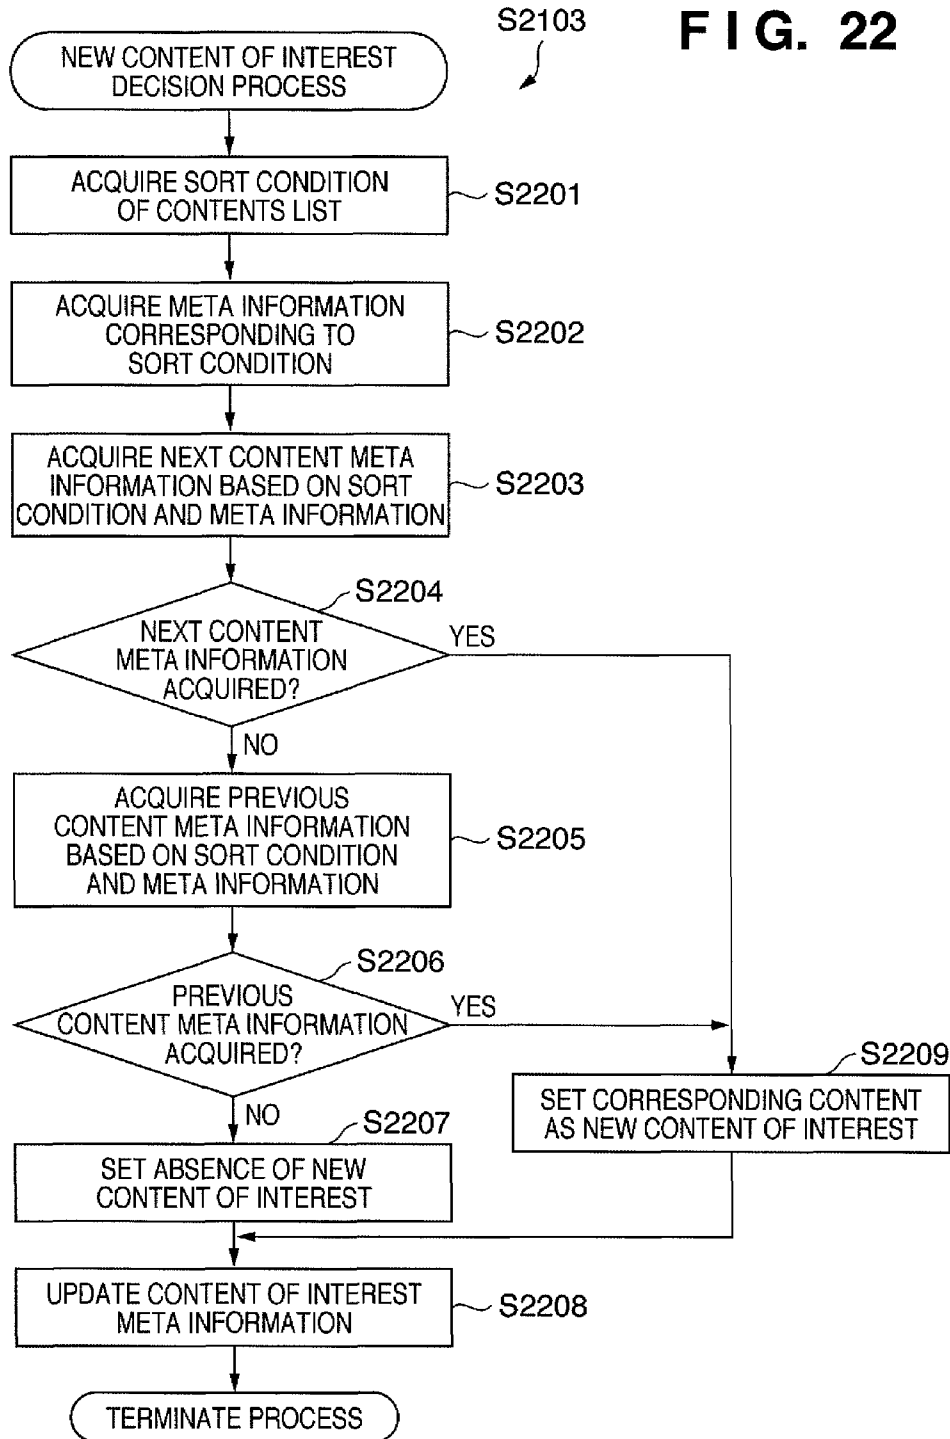 S2103
F I G. 22
NEW CONTENT OF INTEREST
DECISION PROCESS
ACQUIRE SORT CONDITION
OF CONTENTS LIST
S2201
ACQUIRE META INFORMATION
CORRESPONDING TO
SORT CONDITION
S2202
ACQUIRE NEXT CONTENT META
INFORMATION BASED ON SORT
CONDITION AND META INFORMATION
S2203
S2204
NEXT CONTENT
META INFORMATION
ACQUIRED?
YES
NO
ACQUIRE PREVIOUS
CONTENT META INFORMATION
BASED ON SORT CONDITION
AND META INFORMATION
S2205
S2206
PREVIOUS
CONTENT META INFORMATION
ACQUIRED?
YES
NO
S2209
SET CORRESPONDING CONTENT
AS NEW CONTENT OF INTEREST
S2207
SET ABSENCE OF NEW
CONTENT OF INTEREST
UPDATE CONTENT OF INTEREST
META INFORMATION
S2208
TERMINATE PROCESS